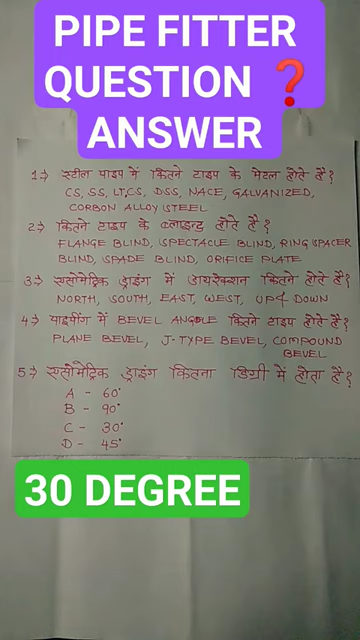 PIPE FITTER
QUESTION ❓
ANSWER
1⇒ स्टील पाइप में कितने टाइप के मेटल होते है?
CS, SS, LT,CS, DSS, NACE, GALVANIZED,
CORBON ALLOY STEEL
2⇒ कितने टाइप के ब्लाइन्ड होते है?
FLANGE BLIND, SPECTACLE BLIND, RING SPACER
BLIND, SPADE BLIND, ORIFICE PLATE
3⇒ आइसोमेट्रिक ड्राइंग में डायरेक्शन कितने होते है?
NORTH, SOUTH, EAST, WEST, UP & DOWN
4⇒ पाइपींग में BEVEL ANGLE कितने टाइप होते है?
PLANE BEVEL, J-TYPE BEVEL, COMPOUND
BEVEL
5⇒ ड्राइंग कितना डिग्री में होता है?
A - 60°
B - 90°
C - 30°
D - 45°
30 DEGREE